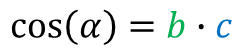 cos(α) = b · c